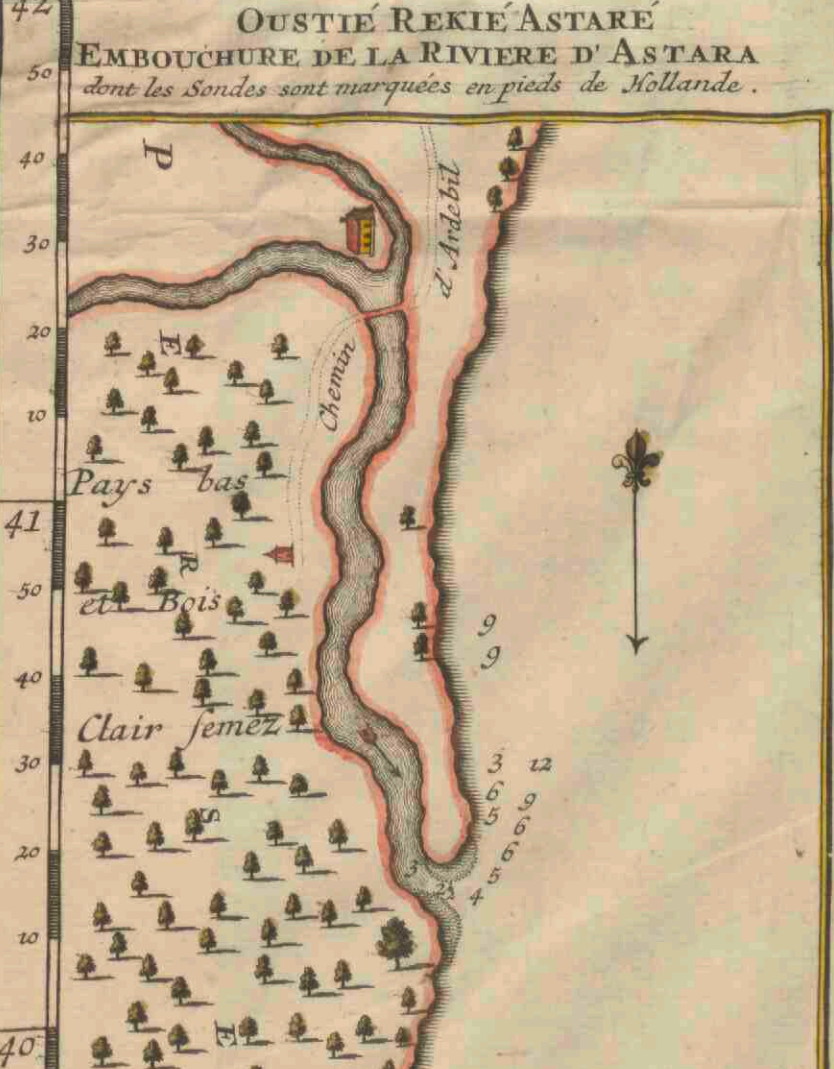 OUSTIÉ REKIÉ ASTARÉ
EMBOUCHURE DE LA RIVIERE D'ASTARA
dont les Sondes sont marquées en pieds de Hollande.
42
50
40
30
20
10
41
50
40
30
20
10
40
P
E
R
S
E
d'Ardebil
Chemin
Pays bas
et Bois
Clair semez
9
9
3 12
6
9
5
6
6
5
4
3
2½